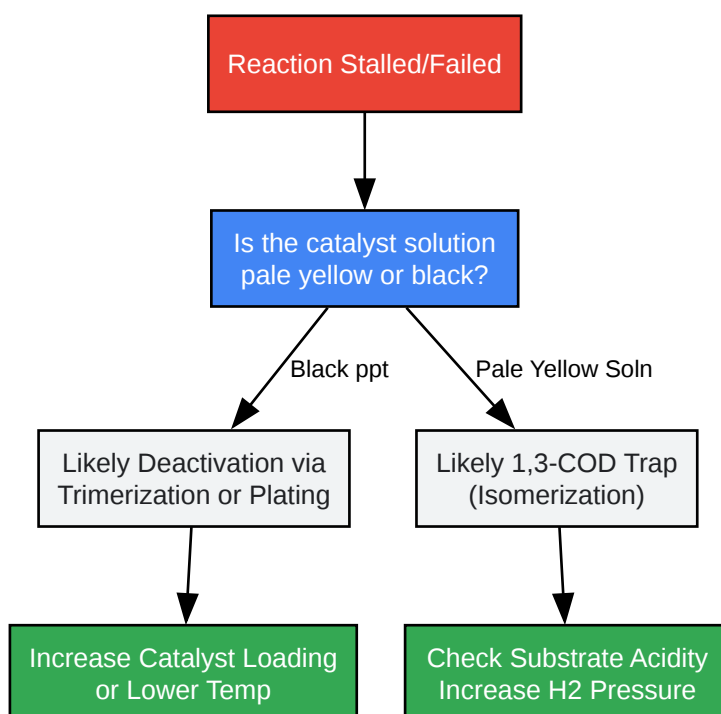 Reaction Stalled/Failed
Is the catalyst solution
pale yellow or black?
Black ppt
Pale Yellow Soln
Likely Deactivation via
Trimerization or Plating
Likely 1,3-COD Trap
(Isomerization)
Increase Catalyst Loading
or Lower Temp
Check Substrate Acidity
Increase H2 Pressure